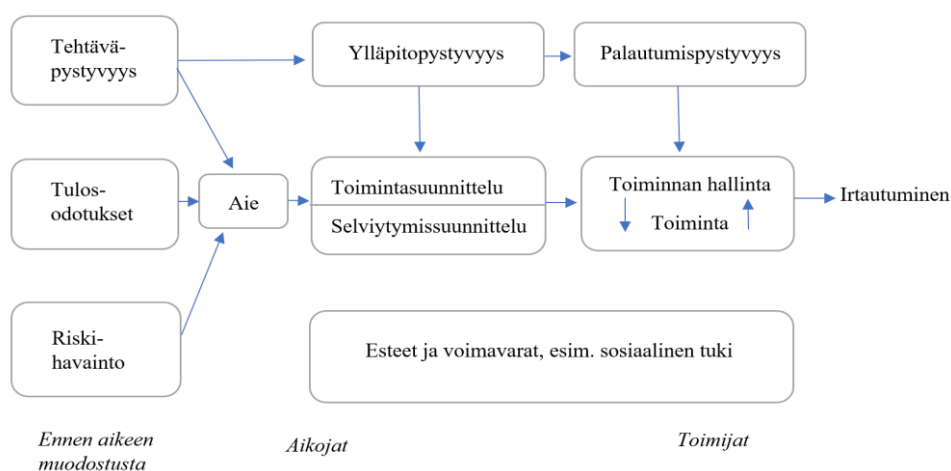 Tehtävä-
pystyvyys
Ylläpitopystyvyys
Palautumispystyvyys
Tulos-
odotukset
Aie
Toimintasuunnittelu
Selviytymissuunnittelu
Toiminnan hallinta
Toiminta
Irtautuminen
Riski-
havainto
Esteet ja voimavarat, esim. sosiaalinen tuki
Ennen aikeen
muodostusta
Aikojat
Toimijat